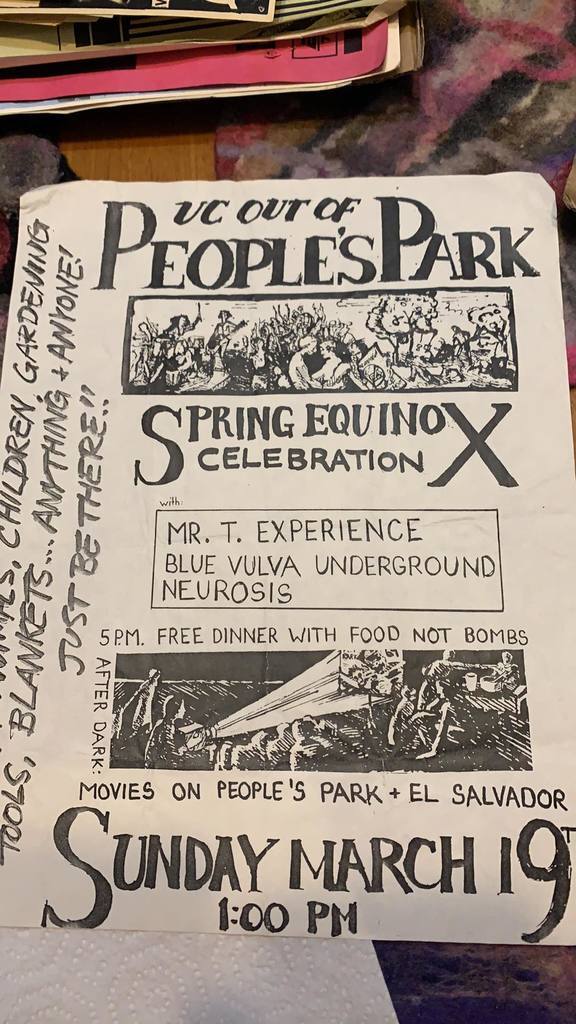 UC OUT OF
PEOPLE'S PARK
SPRING EQUINOX
CELEBRATION
with:
MR. T. EXPERIENCE
BLUE VULVA UNDERGROUND
NEUROSIS
5 P.M. FREE DINNER WITH FOOD NOT BOMBS
AFTER DARK:
MOVIES ON PEOPLE'S PARK + EL SALVADOR
SUNDAY MARCH 19T
1:00 PM
CHILDREN GARDENING
TOOLS, BLANKETS... ANYTHING + ANYONE!
JUST BE THERE!!